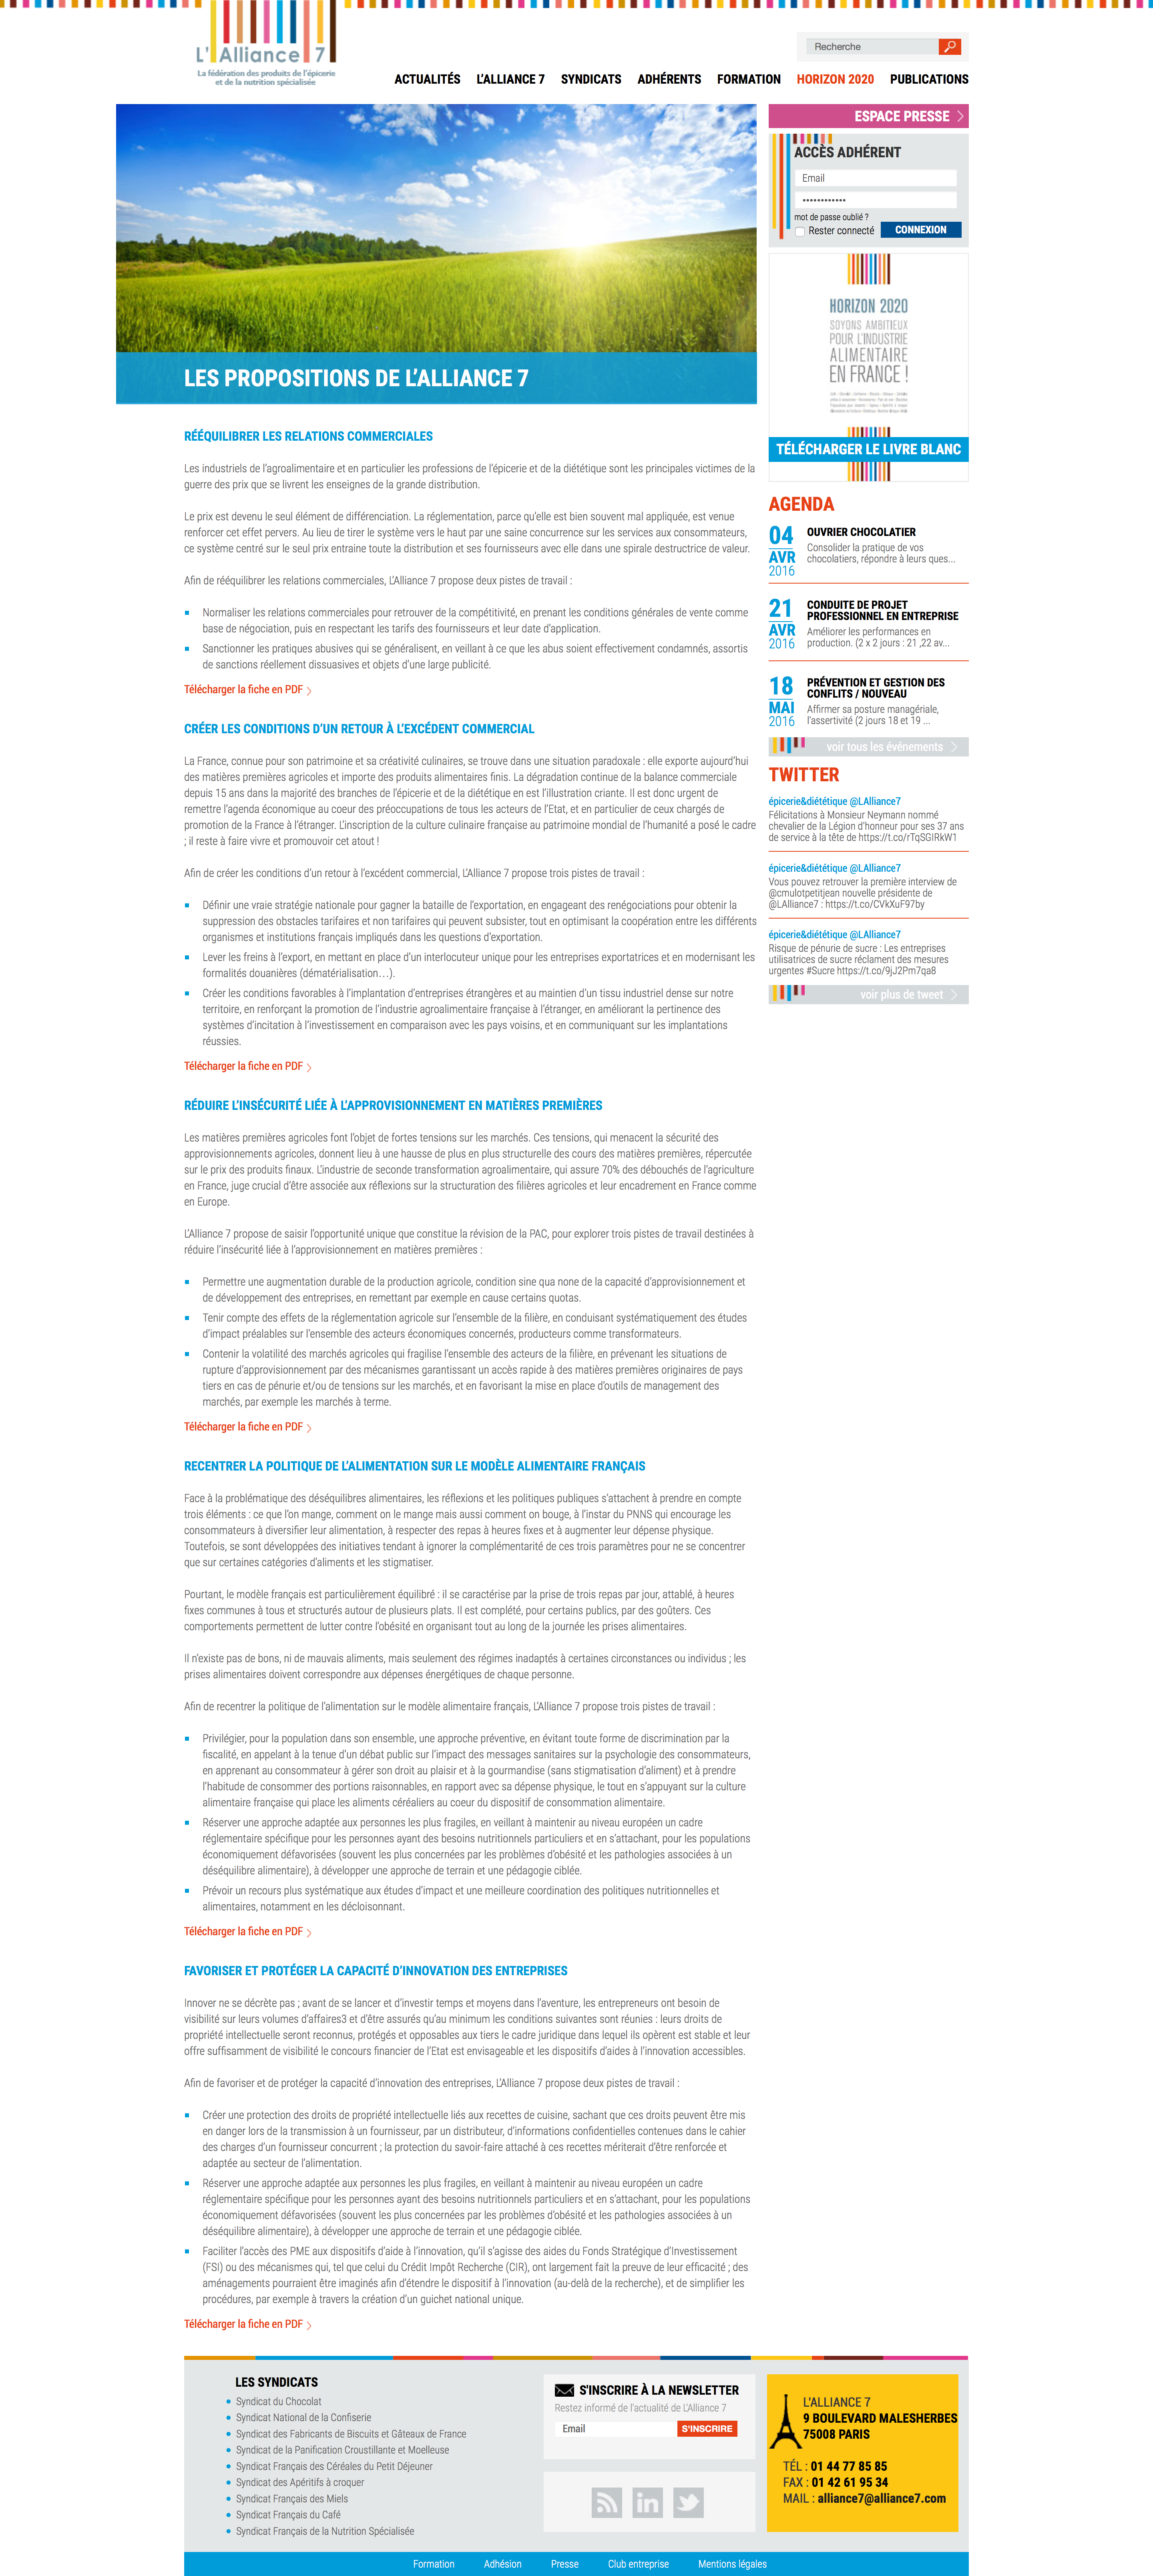 L'Alliance 7
La fédération des produits de l'épicerie
et de la nutrition spécialisée
Recherche
ACTUALITÉS L'ALLIANCE 7 SYNDICATS ADHÉRENTS FORMATION HORIZON 2020 PUBLICATIONS
LES PROPOSITIONS DE L'ALLIANCE 7
RÉÉQUILIBRER LES RELATIONS COMMERCIALES
Les industriels de l'agroalimentaire et en particulier les professions de l'épicerie et de la diététique sont les principales victimes de la
guerre des prix que se livrent les enseignes de la grande distribution.
Le prix est devenu le seul élément de différenciation. La réglementation, parce qu'elle est bien souvent mal appliquée, est venue
renforcer cet effet pervers. Au lieu de tirer le système vers le haut par une saine concurrence sur les services aux consommateurs,
ce système centré sur le seul prix entraine toute la distribution et ses fournisseurs avec elle dans une spirale destructrice de valeur.
Afin de rééquilibrer les relations commerciales, L'Alliance 7 propose deux pistes de travail :
Normaliser les relations commerciales pour retrouver de la compétitivité, en prenant les conditions générales de vente comme
base de négociation, puis en respectant les tarifs des fournisseurs et leur date d'application.
Sanctionner les pratiques abusives qui se généralisent, en veillant à ce que les abus soient effectivement condamnés, assortis
de sanctions réellement dissuasives et objets d'une large publicité.
Télécharger la fiche en PDF
CRÉER LES CONDITIONS D'UN RETOUR À L'EXCÉDENT COMMERCIAL
La France, connue pour son patrimoine et sa créativité culinaires, se trouve dans une situation paradoxale : elle exporte aujourd'hui
des matières premières agricoles et importe des produits alimentaires finis. La dégradation continue de la balance commerciale
depuis 15 ans dans la majorité des branches de l'épicerie et de la diététique en est l'illustration criante. Il est donc urgent de
remettre l'agenda économique au coeur des préoccupations de tous les acteurs de l'Etat, et en particulier de ceux chargés de
promotion de la France à l'étranger. L'inscription de la culture culinaire française au patrimoine mondial de l'humanité a posé le cadre
; il reste à faire vivre et promouvoir cet atout !
Afin de créer les conditions d'un retour à l'excédent commercial, L'Alliance 7 propose trois pistes de travail :
Définir une vraie stratégie nationale pour gagner la bataille de l'exportation, en engageant des renégociations pour obtenir la
suppression des obstacles tarifaires et non tarifaires qui peuvent subsister, tout en optimisant la coopération entre les différents
organismes et institutions français impliqués dans les questions d'exportation.
Lever les freins à l'export, en mettant en place d'un interlocuteur unique pour les entreprises exportatrices et en modernisant les
formalités douanières (dématérialisation…).
Créer les conditions favorables à l'implantation d'entreprises étrangères et au maintien d'un tissu industriel dense sur notre
territoire, en renforçant la promotion de l'industrie agroalimentaire française à l'étranger, en améliorant la pertinence des
systèmes d'incitation à l'investissement en comparaison avec les pays voisins, et en communiquant sur les implantations
réussies.
Télécharger la fiche en PDF
RÉDUIRE L'INSÉCURITÉ LIÉE À L'APPROVISIONNEMENT EN MATIÈRES PREMIÈRES
Les matières premières agricoles font l'objet de fortes tensions sur les marchés. Ces tensions, qui menacent la sécurité des
approvisionnements agricoles, donnent lieu à une hausse de plus en plus structurelle des cours des matières premières, répercutée
sur le prix des produits finaux. L'industrie de seconde transformation agroalimentaire, qui assure 70% des débouchés de l'agriculture
en France, juge crucial d'être associée aux réflexions sur la structuration des filières agricoles et leur encadrement en France comme
en Europe.
L'Alliance 7 propose de saisir l'opportunité unique que constitue la révision de la PAC, pour explorer trois pistes de travail destinées à
réduire l'insécurité liée à l'approvisionnement en matières premières :
Permettre une augmentation durable de la production agricole, condition sine qua none de la capacité d'approvisionnement et
de développement des entreprises, en remettant par exemple en cause certains quotas.
Tenir compte des effets de la réglementation agricole sur l'ensemble de la filière, en conduisant systématiquement des études
d'impact préalables sur l'ensemble des acteurs économiques concernés, producteurs comme transformateurs.
Contenir la volatilité des marchés agricoles qui fragilise l'ensemble des acteurs de la filière, en prévenant les situations de
rupture d'approvisionnement par des mécanismes garantissant un accès rapide à des matières premières originaires de pays
tiers en cas de pénurie et/ou de tensions sur les marchés, et en favorisant la mise en place d'outils de management des
marchés, par exemple les marchés à terme.
Télécharger la fiche en PDF
RECENTRER LA POLITIQUE DE L'ALIMENTATION SUR LE MODÈLE ALIMENTAIRE FRANÇAIS
Face à la problématique des déséquilibres alimentaires, les réflexions et les politiques publiques s'attachent à prendre en compte
trois éléments : ce que l'on mange, comment on le mange mais aussi comment on bouge, à l'instar du PNNS qui encourage les
consommateurs à diversifier leur alimentation, à respecter des repas à heures fixes et à augmenter leur dépense physique.
Toutefois, se sont développées des initiatives tendant à ignorer la complémentarité de ces trois paramètres pour ne se concentrer
que sur certaines catégories d'aliments et les stigmatiser.
Pourtant, le modèle français est particulièrement équilibré : il se caractérise par la prise de trois repas par jour, attablé, à heures
fixes communes à tous et structurés autour de plusieurs plats. Il est complété, pour certains publics, par des goûters. Ces
comportements permettent de lutter contre l'obésité en organisant tout au long de la journée les prises alimentaires.
Il n'existe pas de bons, ni de mauvais aliments, mais seulement des régimes inadaptés à certaines circonstances ou individus ; les
prises alimentaires doivent correspondre aux dépenses énergétiques de chaque personne.
Afin de recentrer la politique de l'alimentation sur le modèle alimentaire français, L'Alliance 7 propose trois pistes de travail :
Privilégier, pour la population dans son ensemble, une approche préventive, en évitant toute forme de discrimination par la
fiscalité, en appelant à la tenue d'un débat public sur l'impact des messages sanitaires sur la psychologie des consommateurs,
en apprenant au consommateur à gérer son droit au plaisir et à la gourmandise (sans stigmatisation d'aliment) et à prendre
l'habitude de consommer des portions raisonnables, en rapport avec sa dépense physique, le tout en s'appuyant sur la culture
alimentaire française qui place les aliments céréaliers au coeur du dispositif de consommation alimentaire.
Réserver une approche adaptée aux personnes les plus fragiles, en veillant à maintenir au niveau européen un cadre
réglementaire spécifique pour les personnes ayant des besoins nutritionnels particuliers et en s'attachant, pour les populations
économiquement défavorisées (souvent les plus concernées par les problèmes d'obésité et les pathologies associées à un
déséquilibre alimentaire), à développer une approche de terrain et une pédagogie ciblée.
Prévoir un recours plus systématique aux études d'impact et une meilleure coordination des politiques nutritionnelles et
alimentaires, notamment en les décloisonnant.
Télécharger la fiche en PDF
FAVORISER ET PROTÉGER LA CAPACITÉ D'INNOVATION DES ENTREPRISES
Innover ne se décrète pas ; avant de se lancer et d'investir temps et moyens dans l'aventure, les entrepreneurs ont besoin de
visibilité sur leurs volumes d'affaires3 et d'être assurés qu'au minimum les conditions suivantes sont réunies : leurs droits de
propriété intellectuelle seront reconnus, protégés et opposables aux tiers le cadre juridique dans lequel ils opèrent est stable et leur
offre suffisamment de visibilité le concours financier de l'Etat est envisageable et les dispositifs d'aides à l'innovation accessibles.
Afin de favoriser et de protéger la capacité d'innovation des entreprises, L'Alliance 7 propose deux pistes de travail :
Créer une protection des droits de propriété intellectuelle liés aux recettes de cuisine, sachant que ces droits peuvent être mis
en danger lors de la transmission à un fournisseur, par un distributeur, d'informations confidentielles contenues dans le cahier
des charges d'un fournisseur concurrent ; la protection du savoir-faire attaché à ces recettes mériterait d'être renforcée et
adaptée au secteur de l'alimentation.
Réserver une approche adaptée aux personnes les plus fragiles, en veillant à maintenir au niveau européen un cadre
réglementaire spécifique pour les personnes ayant des besoins nutritionnels particuliers et en s'attachant, pour les populations
économiquement défavorisées (souvent les plus concernées par les problèmes d'obésité et les pathologies associées à un
déséquilibre alimentaire), à développer une approche de terrain et une pédagogie ciblée.
Faciliter l'accès des PME aux dispositifs d'aide à l'innovation, qu'il s'agisse des aides du Fonds Stratégique d'Investissement
(FSI) ou des mécanismes qui, tel que celui du Crédit Impôt Recherche (CIR), ont largement fait la preuve de leur efficacité ; des
aménagements pourraient être imaginés afin d'étendre le dispositif à l'innovation (au-delà de la recherche), et de simplifier les
procédures, par exemple à travers la création d'un guichet national unique.
Télécharger la fiche en PDF
ESPACE PRESSE
ACCÈS ADHÉRENT
Email
••••••••••••
mot de passe oublié ?
Rester connecté CONNEXION
HORIZON 2020
SOYONS AMBITIEUX
POUR L'INDUSTRIE
ALIMENTAIRE
EN FRANCE !
TÉLÉCHARGER LE LIVRE BLANC
AGENDA
04 AVR 2016
OUVRIER CHOCOLATIER
Consolider la pratique de vos
chocolatiers, répondre à leurs ques...
21 AVR 2016
CONDUITE DE PROJET
PROFESSIONNEL EN ENTREPRISE
Améliorer les performances en
production. (2 x 2 jours : 21 ,22 av...
18 MAI 2016
PRÉVENTION ET GESTION DES
CONFLITS / NOUVEAU
Affirmer sa posture managériale,
l'assertivité (2 jours 18 et 19 ...
voir tous les événements
TWITTER
épicerie&diététique @LAlliance7
Félicitations à Monsieur Neymann nommé
chevalier de la Légion d'honneur pour ses 37 ans
de service à la tête de https://t.co/rTqSGIRkW1
épicerie&diététique @LAlliance7
Vous pouvez retrouver la première interview de
@cmulotpetitjean nouvelle présidente de
@LAlliance7 : https://t.co/CVkXuF97by
épicerie&diététique @LAlliance7
Risque de pénurie de sucre : Les entreprises
utilisatrices de sucre réclament des mesures
urgentes #Sucre https://t.co/9jJ2Pm7qa8
voir plus de tweet
LES SYNDICATS
Syndicat du Chocolat
Syndicat National de la Confiserie
Syndicat des Fabricants de Biscuits et Gâteaux de France
Syndicat de la Panification Croustillante et Moelleuse
Syndicat Français des Céréales du Petit Déjeuner
Syndicat des Apéritifs à croquer
Syndicat Français des Miels
Syndicat Français du Café
Syndicat Français de la Nutrition Spécialisée
S'INSCRIRE À LA NEWSLETTER
Restez informé de l'actualité de L'Alliance 7
Email S'INSCRIRE
in
L'ALLIANCE 7
9 BOULEVARD MALESHERBES
75008 PARIS
TÉL : 01 44 77 85 85
FAX : 01 42 61 95 34
MAIL : alliance7@alliance7.com
Formation Adhésion Presse Club entreprise Mentions légales